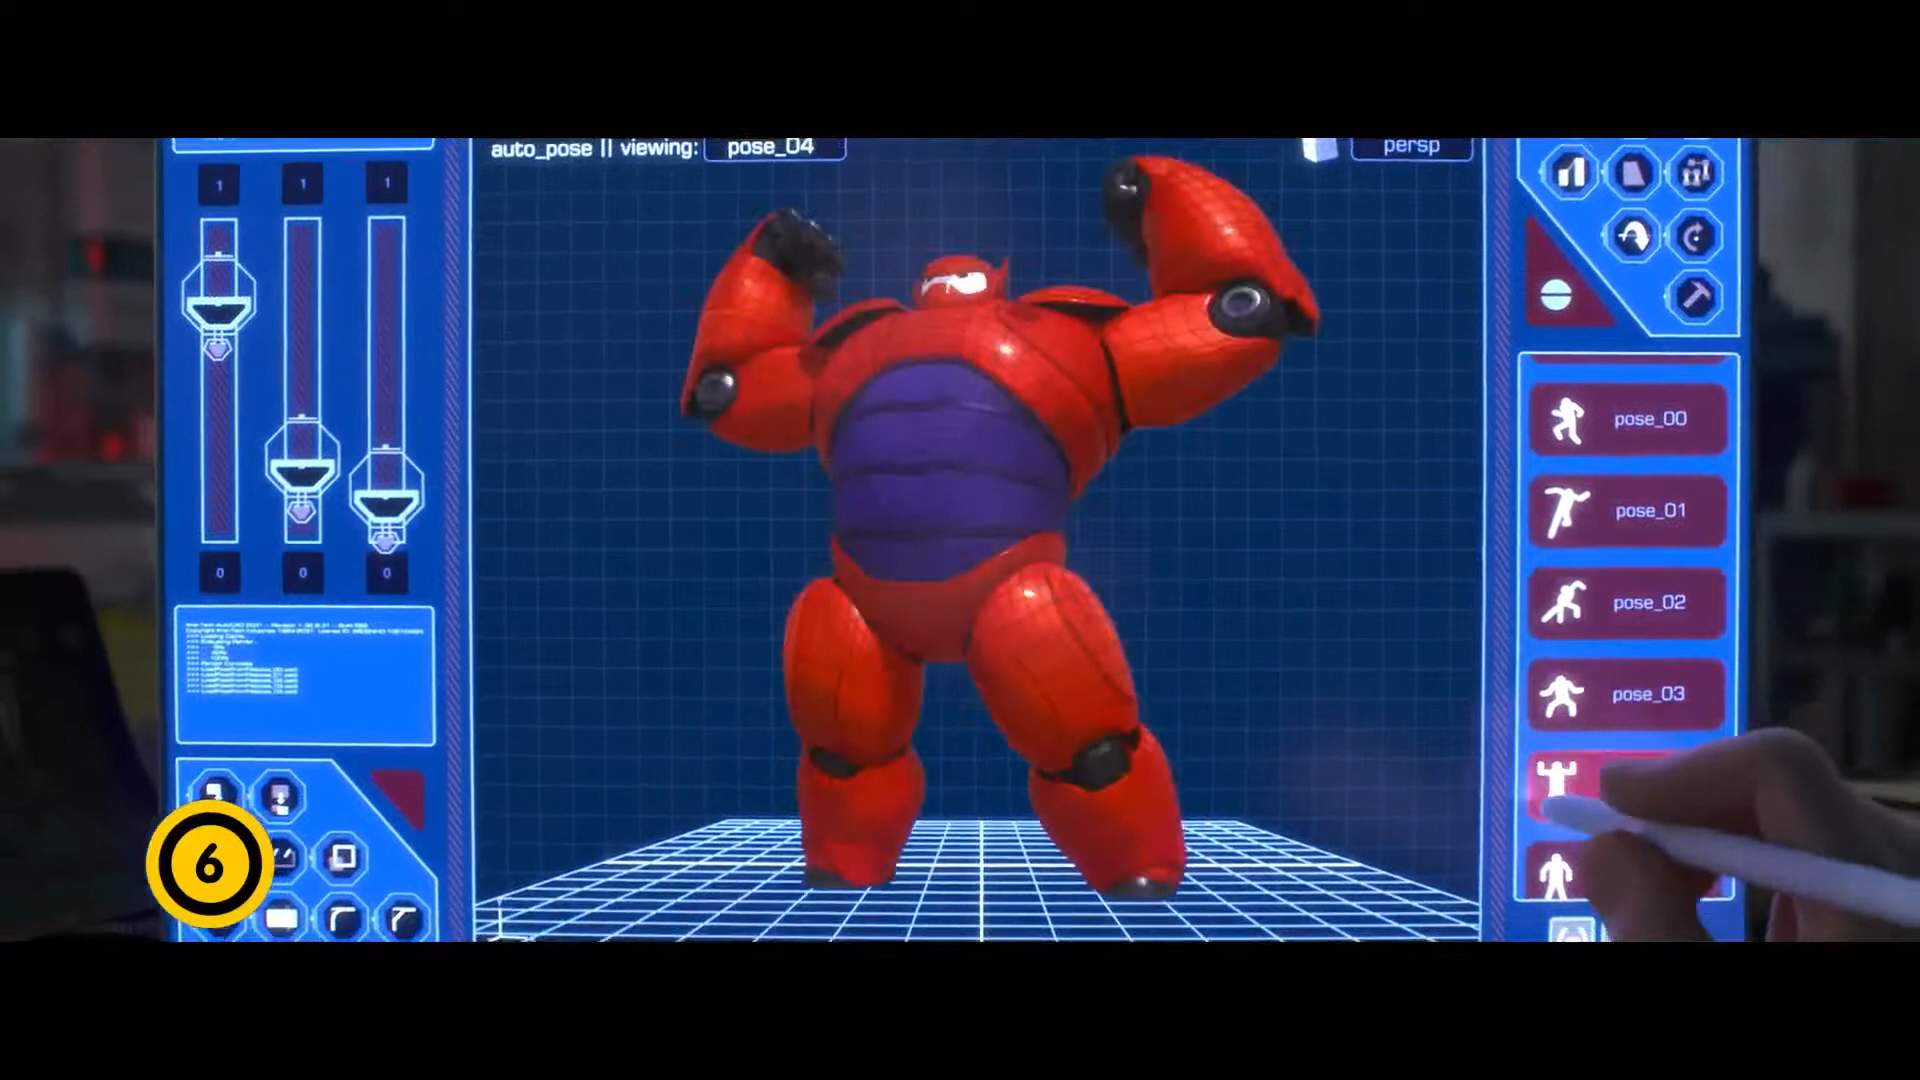 auto_pose || viewing: pose_04
persp
1 1 1
0 0 0
pose_00
pose_01
pose_02
pose_03
6